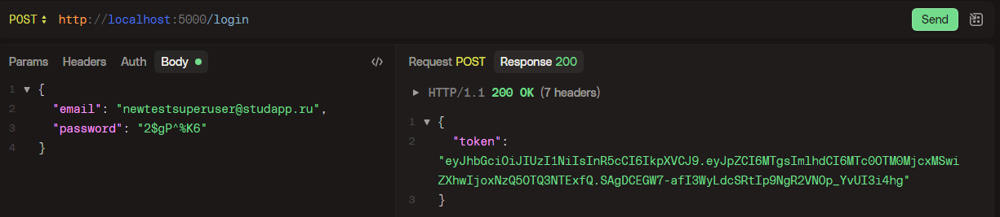 POST http://localhost:5000/login Send
Params Headers Auth Body </>
Request POST Response 200
HTTP/1.1 200 OK (7 headers)
1 {
2 "email": "newtestsuperuser@studapp.ru",
3 "password": "2$gP^%K6"
4 }
1 {
2 "token":
"eyJhbGciOiJIUzI1NiIsInR5cCI6IkpXVCJ9.eyJpZCI6MTgsImlhdCI6MTc0OTM0MjcxMSwi
ZXhwIjoxNzQ5OTQ3NTExfQ.SAgDCEGW7-afI3WyLdcSRtIp9NgR2VNOp_YvUI3i4hg"
3 }